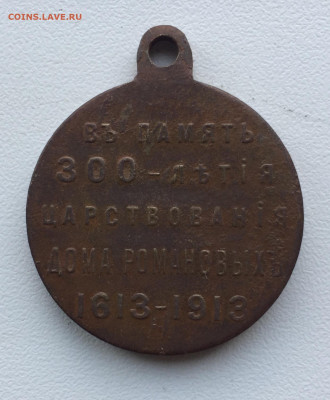 COINS.LAVE.RU
ВЪ ПАМЯТЬ
300-ЛѢТІЯ
ЦАРСТВОВАНІЯ
ДОМА РОМАНОВЫХЪ
1613-1913